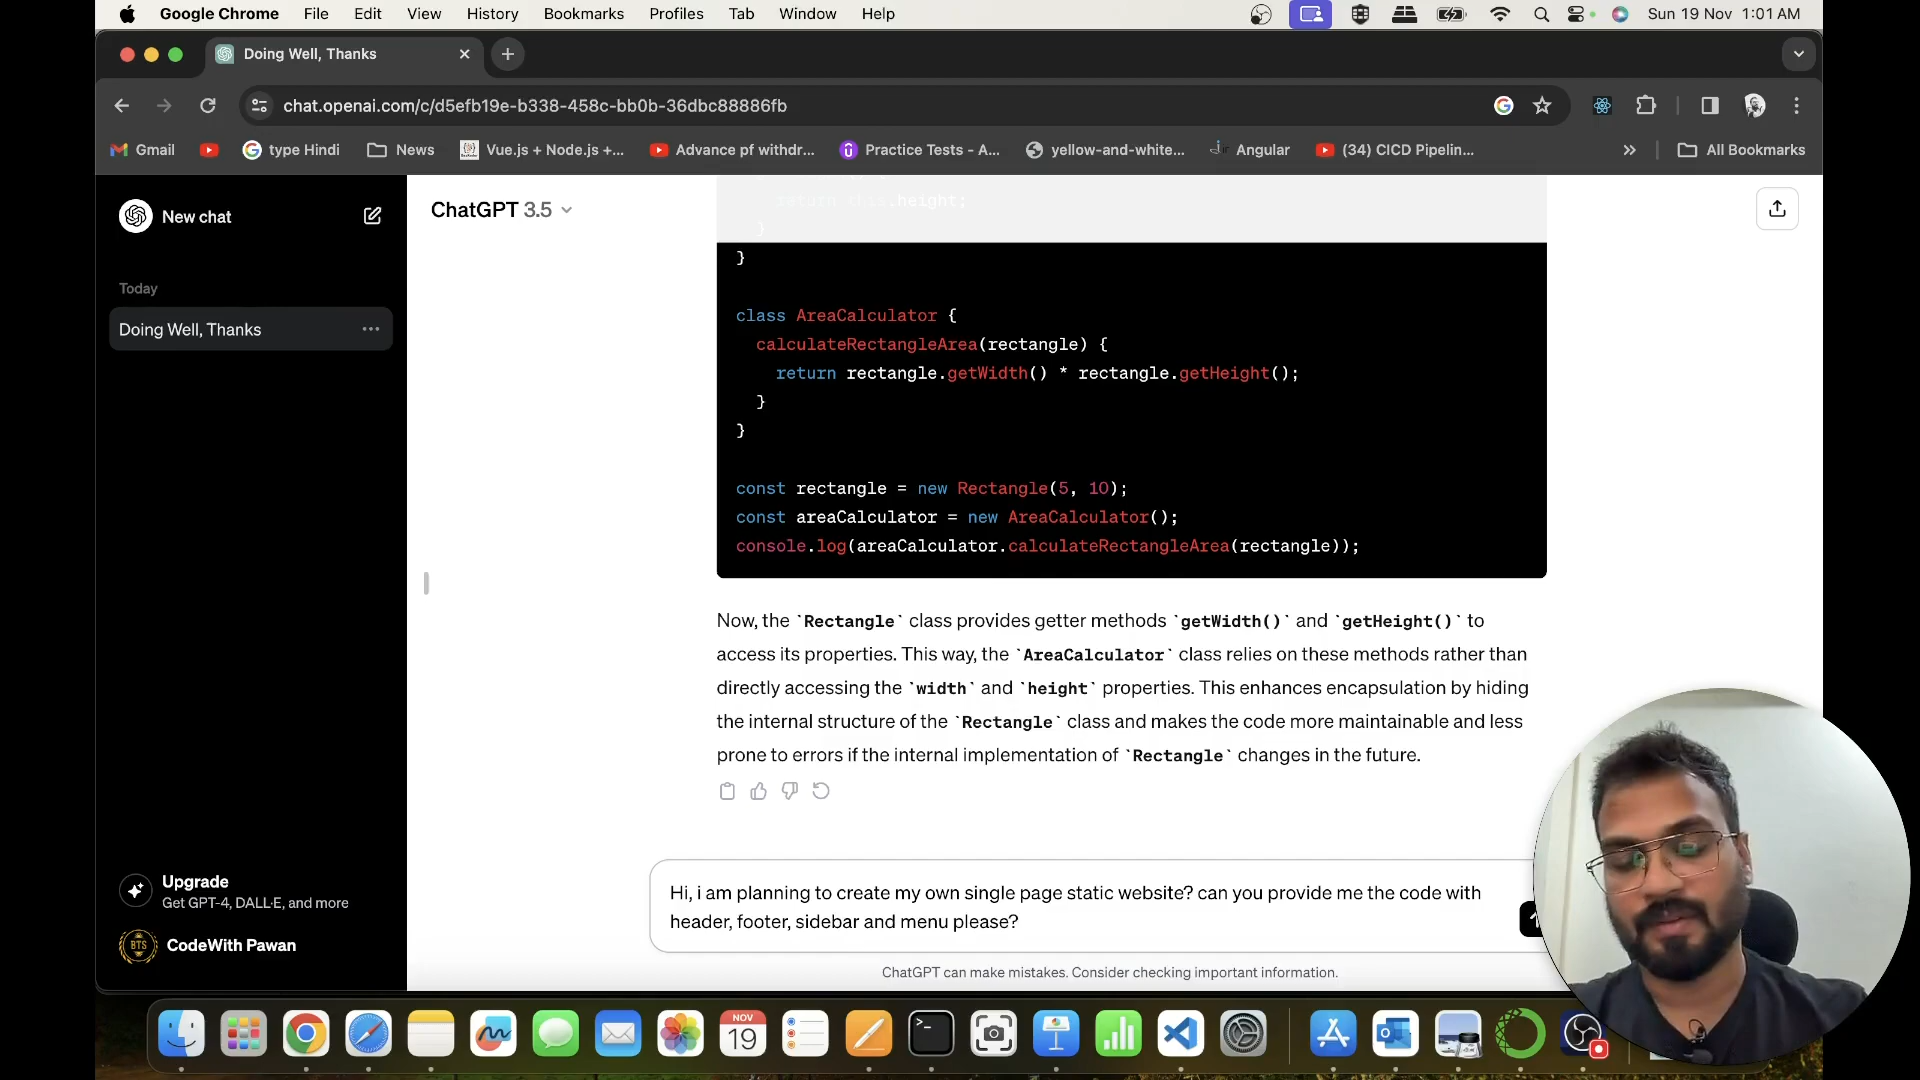 Google Chrome File Edit View History Bookmarks Profiles Tab Window Help Sun 19 Nov 1:01 AM
Doing Well, Thanks
chat.openai.com/c/d5efb19e-b338-458c-bb0b-36dbc88886fb
Gmail type Hindi News Vue.js + Node.js +... Advance pf withdr... Practice Tests - A... yellow-and-white... Angular (34) CICD Pipelin... All Bookmarks
New chat
Today
Doing Well, Thanks
Upgrade
Get GPT-4, DALL·E, and more
BTS CodeWith Pawan
ChatGPT 3.5
return this.height;
}
}
class AreaCalculator {
calculateRectangleArea(rectangle) {
return rectangle.getWidth() * rectangle.getHeight();
}
}
const rectangle = new Rectangle(5, 10);
const areaCalculator = new AreaCalculator();
console.log(areaCalculator.calculateRectangleArea(rectangle));
Now, the `Rectangle` class provides getter methods `getWidth()` and `getHeight()` to
access its properties. This way, the `AreaCalculator` class relies on these methods rather than
directly accessing the `width` and `height` properties. This enhances encapsulation by hiding
the internal structure of the `Rectangle` class and makes the code more maintainable and less
prone to errors if the internal implementation of `Rectangle` changes in the future.
Hi, i am planning to create my own single page static website? can you provide me the code with
header, footer, sidebar and menu please?
ChatGPT can make mistakes. Consider checking important information.
NOV
19